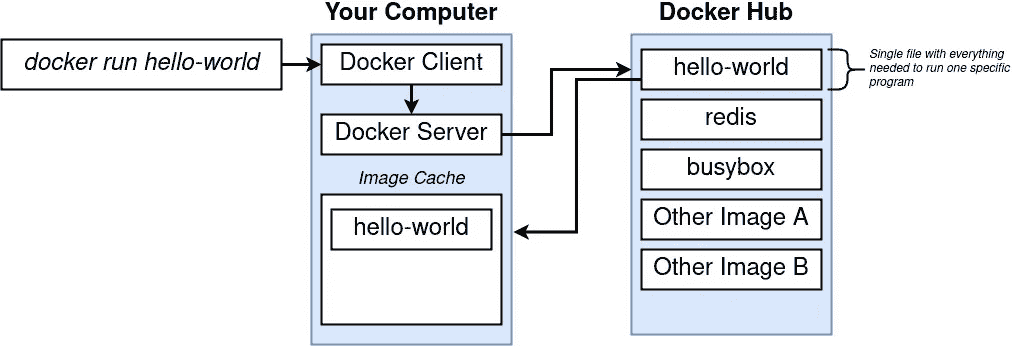 Your Computer
Docker Hub
docker run hello-world
Docker Client
Docker Server
Image Cache
hello-world
hello-world
redis
busybox
Other Image A
Other Image B
Single file with everything
needed to run one specific
program